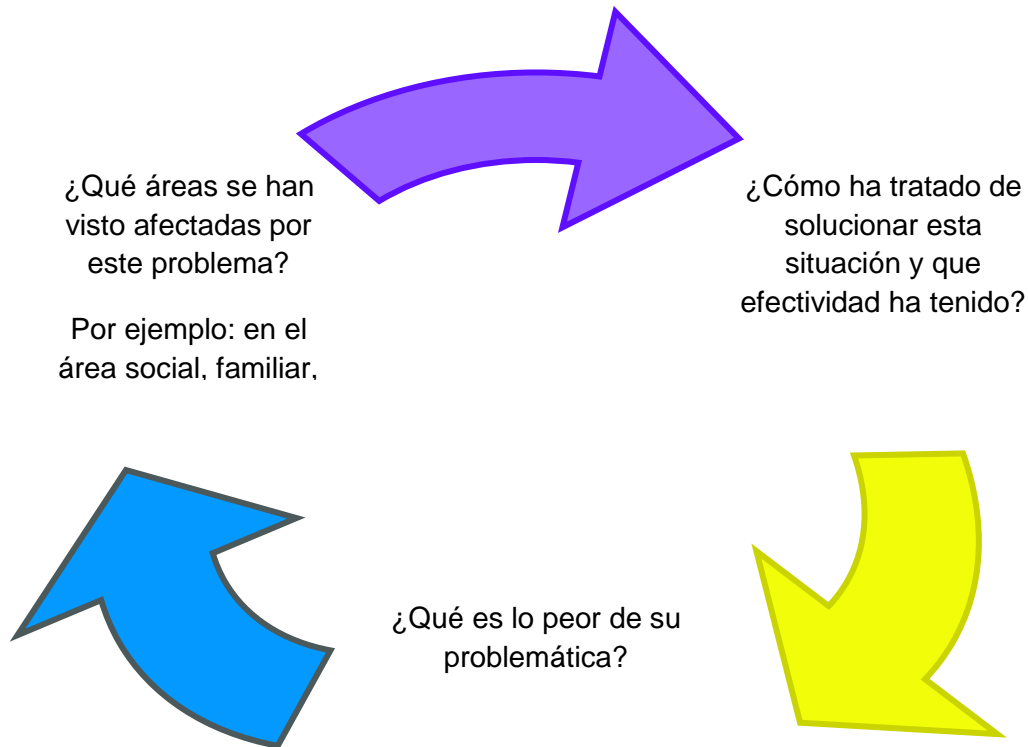 ¿Qué áreas se han
visto afectadas por
este problema?
Por ejemplo: en el
área social, familiar,
¿Cómo ha tratado de
solucionar esta
situación y que
efectividad ha tenido?
¿Qué es lo peor de su
problemática?